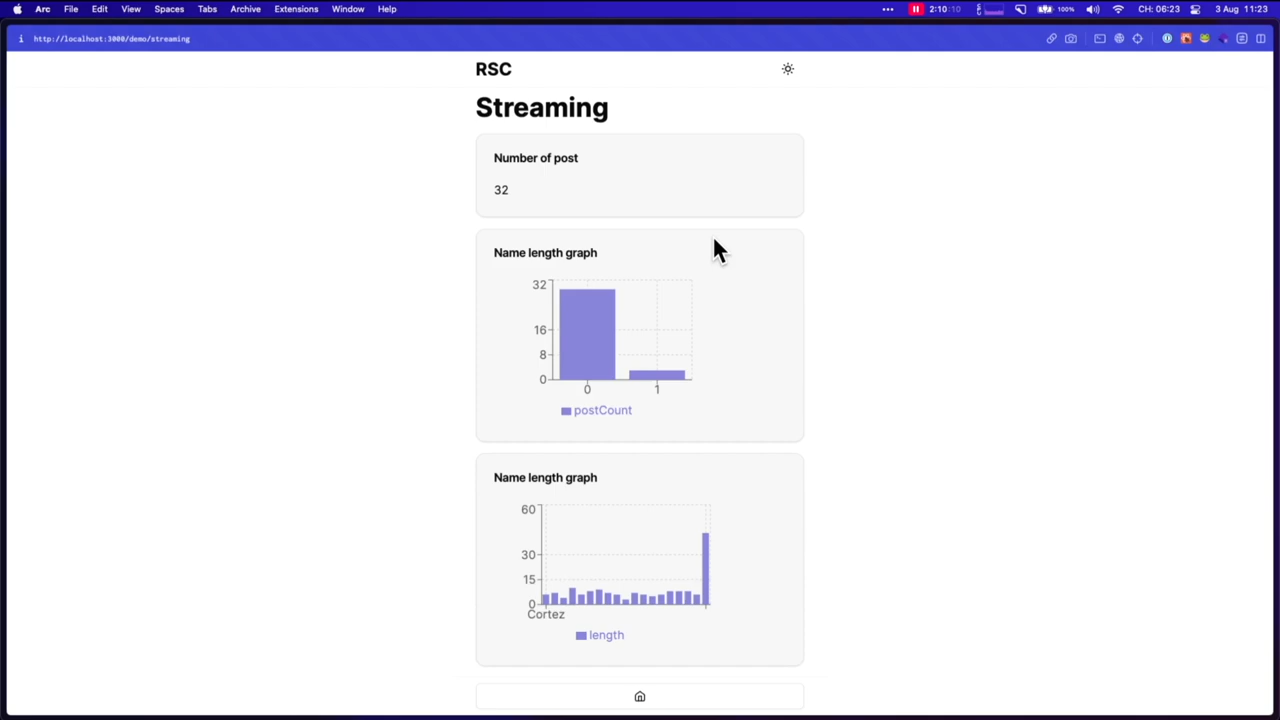 Arc File Edit View Spaces Tabs Archive Extensions Window Help 2:10:10 100% CH: 06:23 3 Aug 11:23
http://localhost:3000/demo/streaming
RSC
Streaming
Number of post
32
Name length graph
32
16
8
0
0 1
postCount
Name length graph
60
30
15
0
Cortez
length